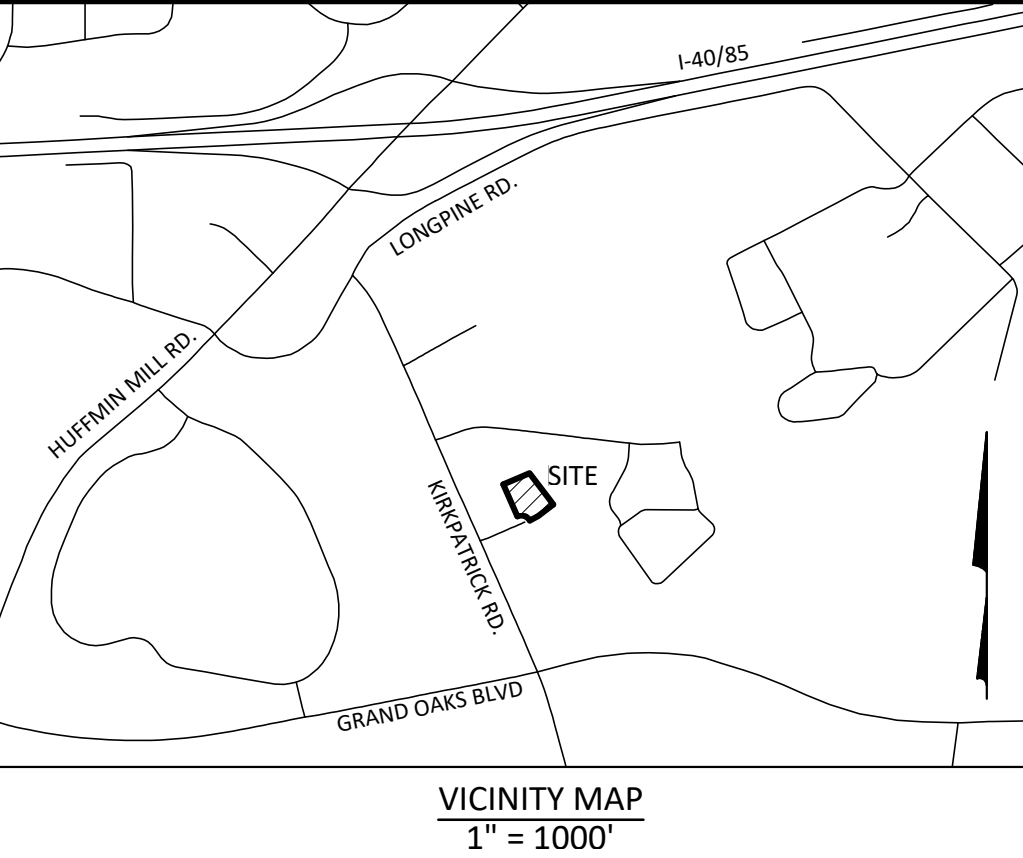 I-40/85
LONGPINE RD.
HUFFMIN MILL RD.
SITE
KIRKPATRICK RD.
GRAND OAKS BLVD
VICINITY MAP
1" = 1000'